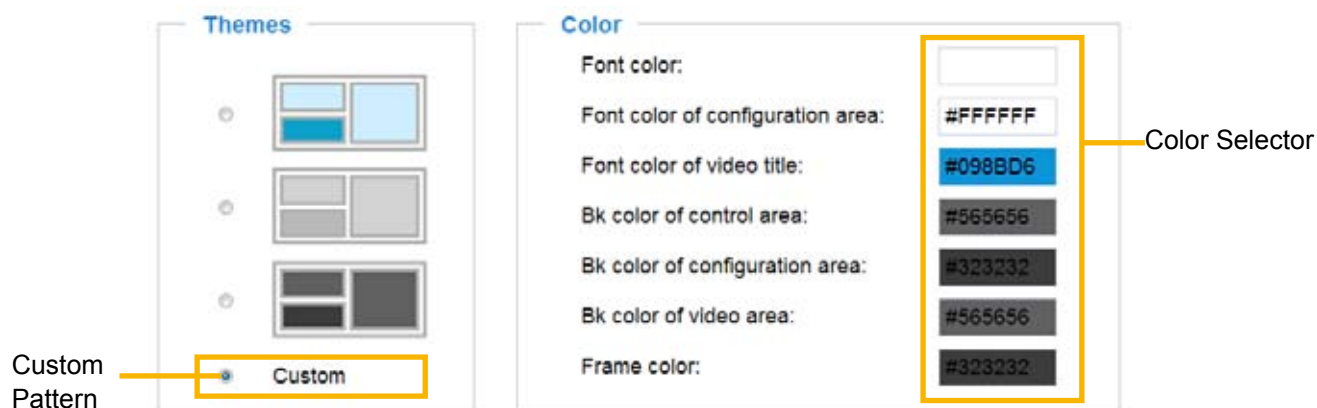 Themes
Custom
Custom
Pattern
Color
Font color:
Font color of configuration area: #FFFFFF
Font color of video title: #098BD6
Bk color of control area: #565656
Bk color of configuration area: #323232
Bk color of video area: #565656
Frame color: #323232
Color Selector